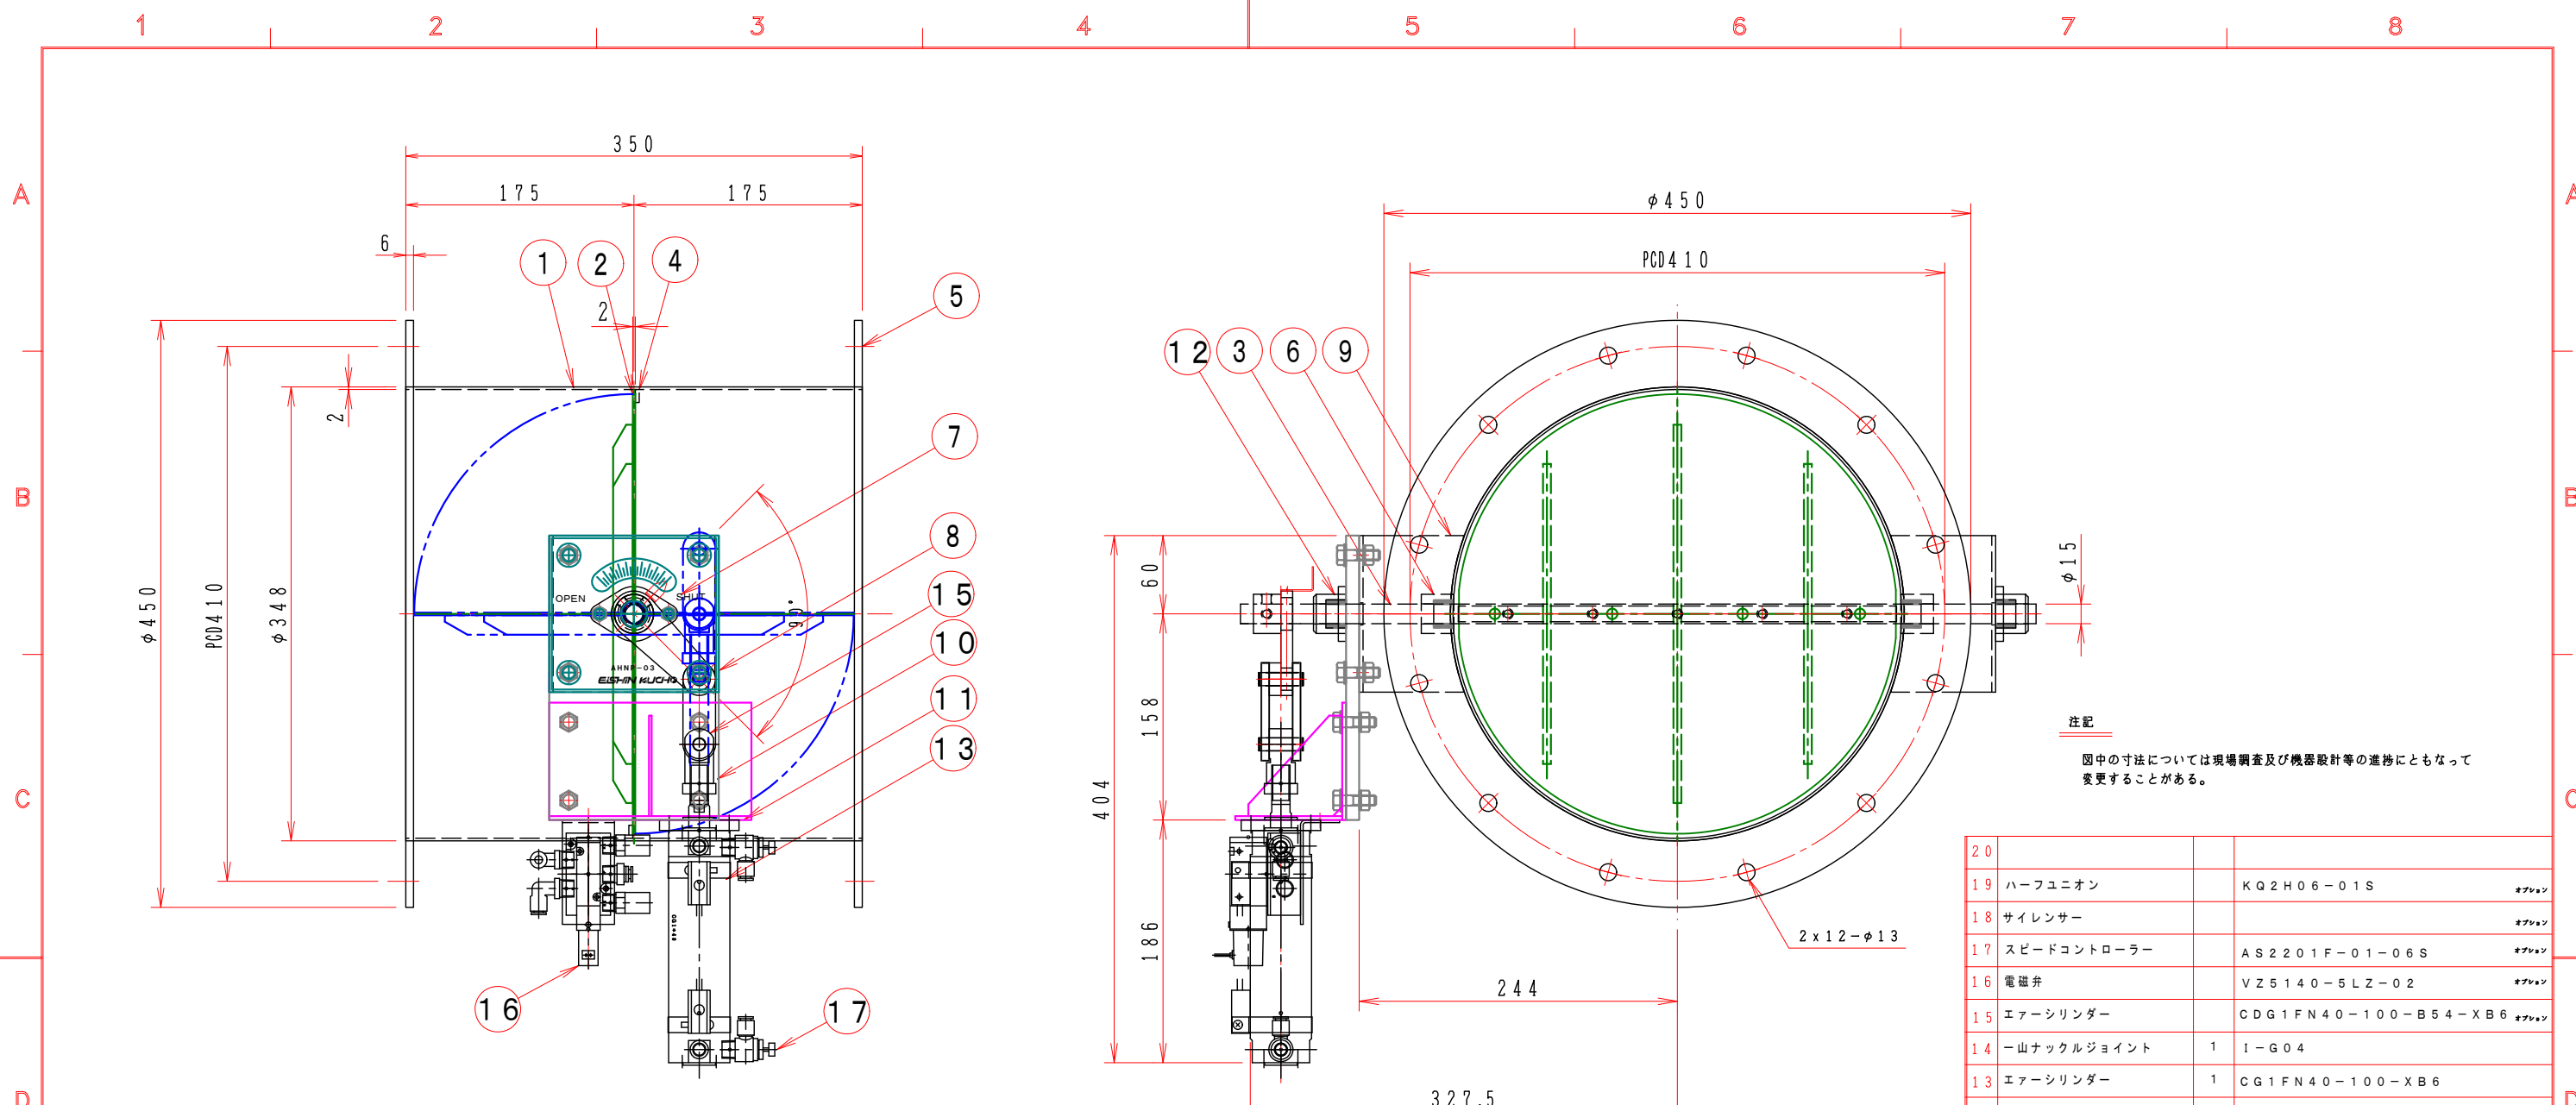 1 2 3 4 5 6 7 8
A
A
350
175 175
6
1 2 4
5
2
φ450
PCD410
12 3 6 9
φ450
PCD410
φ348
2
7
B
B
8
15
10
11
13
90°
OPEN
SHUT
AHNP-03
EISHIN KUCHO
60
158
404
186
φ15
注記
図中の寸法については現場調査及び機器設計等の進捗にともなって
変更することがある。
C
C
CG1*40
16
17
2x12-φ13
244
327.5
20
19 ハーフユニオン KQ2H06-01S オプション
18 サイレンサー オプション
17 スピードコントローラー AS2201F-01-06S オプション
16 電磁弁 VZ5140-5LZ-02 オプション
15 エアーシリンダー CDG1FN40-100-B54-XB6 オプション
14 一山ナックルジョイント 1 I-G04
13 エアーシリンダー 1 CG1FN40-100-XB6
D
D